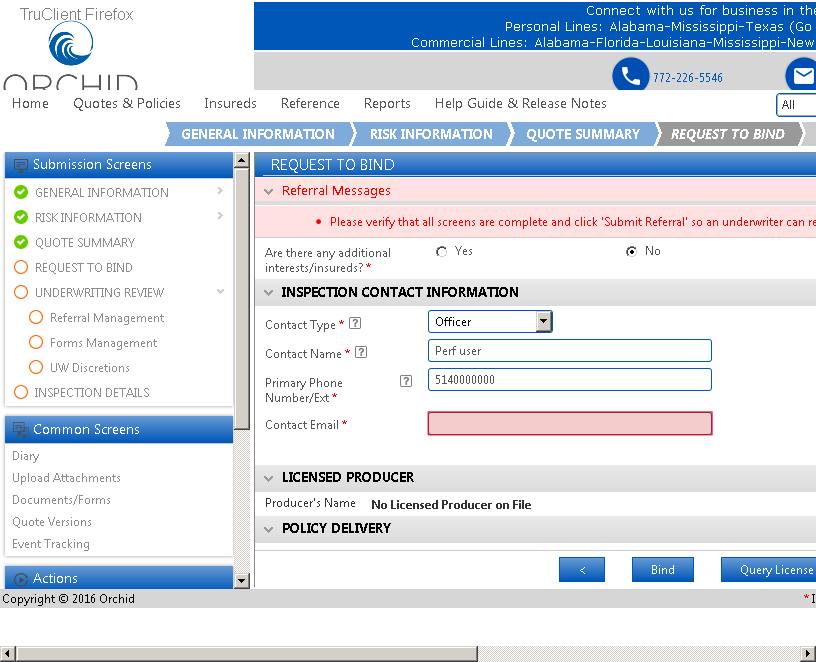 TruClient Firefox
ORCHID
Connect with us for business in the
Personal Lines: Alabama-Mississippi-Texas (Go
Commercial Lines: Alabama-Florida-Louisiana-Mississippi-New
772-226-5546
Home Quotes & Policies Insureds Reference Reports Help Guide & Release Notes All
GENERAL INFORMATION RISK INFORMATION QUOTE SUMMARY REQUEST TO BIND
Submission Screens
GENERAL INFORMATION
RISK INFORMATION
QUOTE SUMMARY
REQUEST TO BIND
UNDERWRITING REVIEW
Referral Management
Forms Management
UW Discretions
INSPECTION DETAILS
Common Screens
Diary
Upload Attachments
Documents/Forms
Quote Versions
Event Tracking
Actions
REQUEST TO BIND
Referral Messages
• Please verify that all screens are complete and click 'Submit Referral' so an underwriter can re
Are there any additional Yes No
interests/insureds? *
INSPECTION CONTACT INFORMATION
Contact Type * ? Officer
Contact Name * ? Perf user
Primary Phone ? 5140000000
Number/Ext *
Contact Email *
LICENSED PRODUCER
Producer's Name No Licensed Producer on File
POLICY DELIVERY
< Bind Query License
Copyright © 2016 Orchid * I